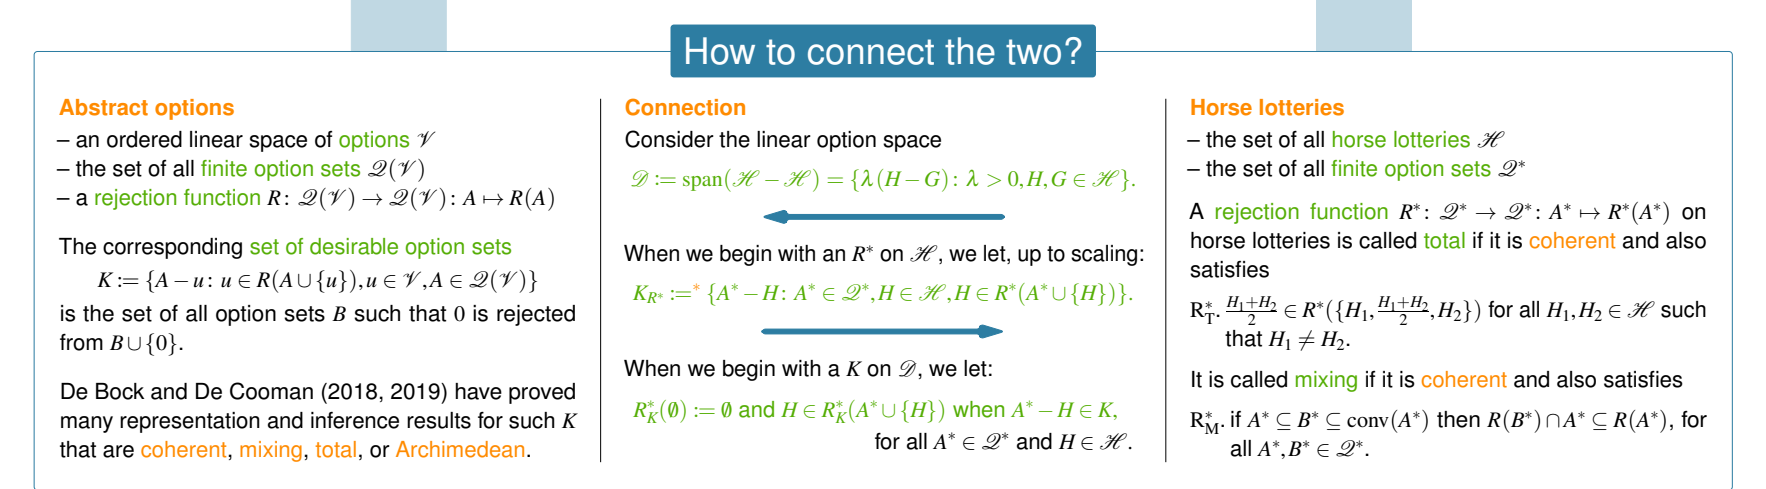 How to connect the two?
Abstract options
– an ordered linear space of options 𝒱
– the set of all finite option sets 𝒬(𝒱)
– a rejection function R: 𝒬(𝒱) → 𝒬(𝒱): A ↦ R(A)
The corresponding set of desirable option sets
K := {A − u: u ∈ R(A ∪ {u}), u ∈ 𝒱, A ∈ 𝒬(𝒱)}
is the set of all option sets B such that 0 is rejected
from B ∪ {0}.
De Bock and De Cooman (2018, 2019) have proved
many representation and inference results for such K
that are coherent, mixing, total, or Archimedean.
Connection
Consider the linear option space
𝒟 := span(ℋ − ℋ) = {λ(H − G): λ > 0, H, G ∈ ℋ}.
When we begin with an R* on ℋ, we let, up to scaling:
K_{R*} :=* {A* − H: A* ∈ 𝒬*, H ∈ ℋ, H ∈ R*(A* ∪ {H})}.
When we begin with a K on 𝒟, we let:
R*_K(∅) := ∅ and H ∈ R*_K(A* ∪ {H}) when A* − H ∈ K,
for all A* ∈ 𝒬* and H ∈ ℋ.
Horse lotteries
– the set of all horse lotteries ℋ
– the set of all finite option sets 𝒬*
A rejection function R*: 𝒬* → 𝒬*: A* ↦ R*(A*) on
horse lotteries is called total if it is coherent and also
satisfies
R*_T. (H₁+H₂)/2 ∈ R*({H₁, (H₁+H₂)/2, H₂}) for all H₁, H₂ ∈ ℋ such
that H₁ ≠ H₂.
It is called mixing if it is coherent and also satisfies
R*_M. if A* ⊆ B* ⊆ conv(A*) then R(B*) ∩ A* ⊆ R(A*), for
all A*, B* ∈ 𝒬*.